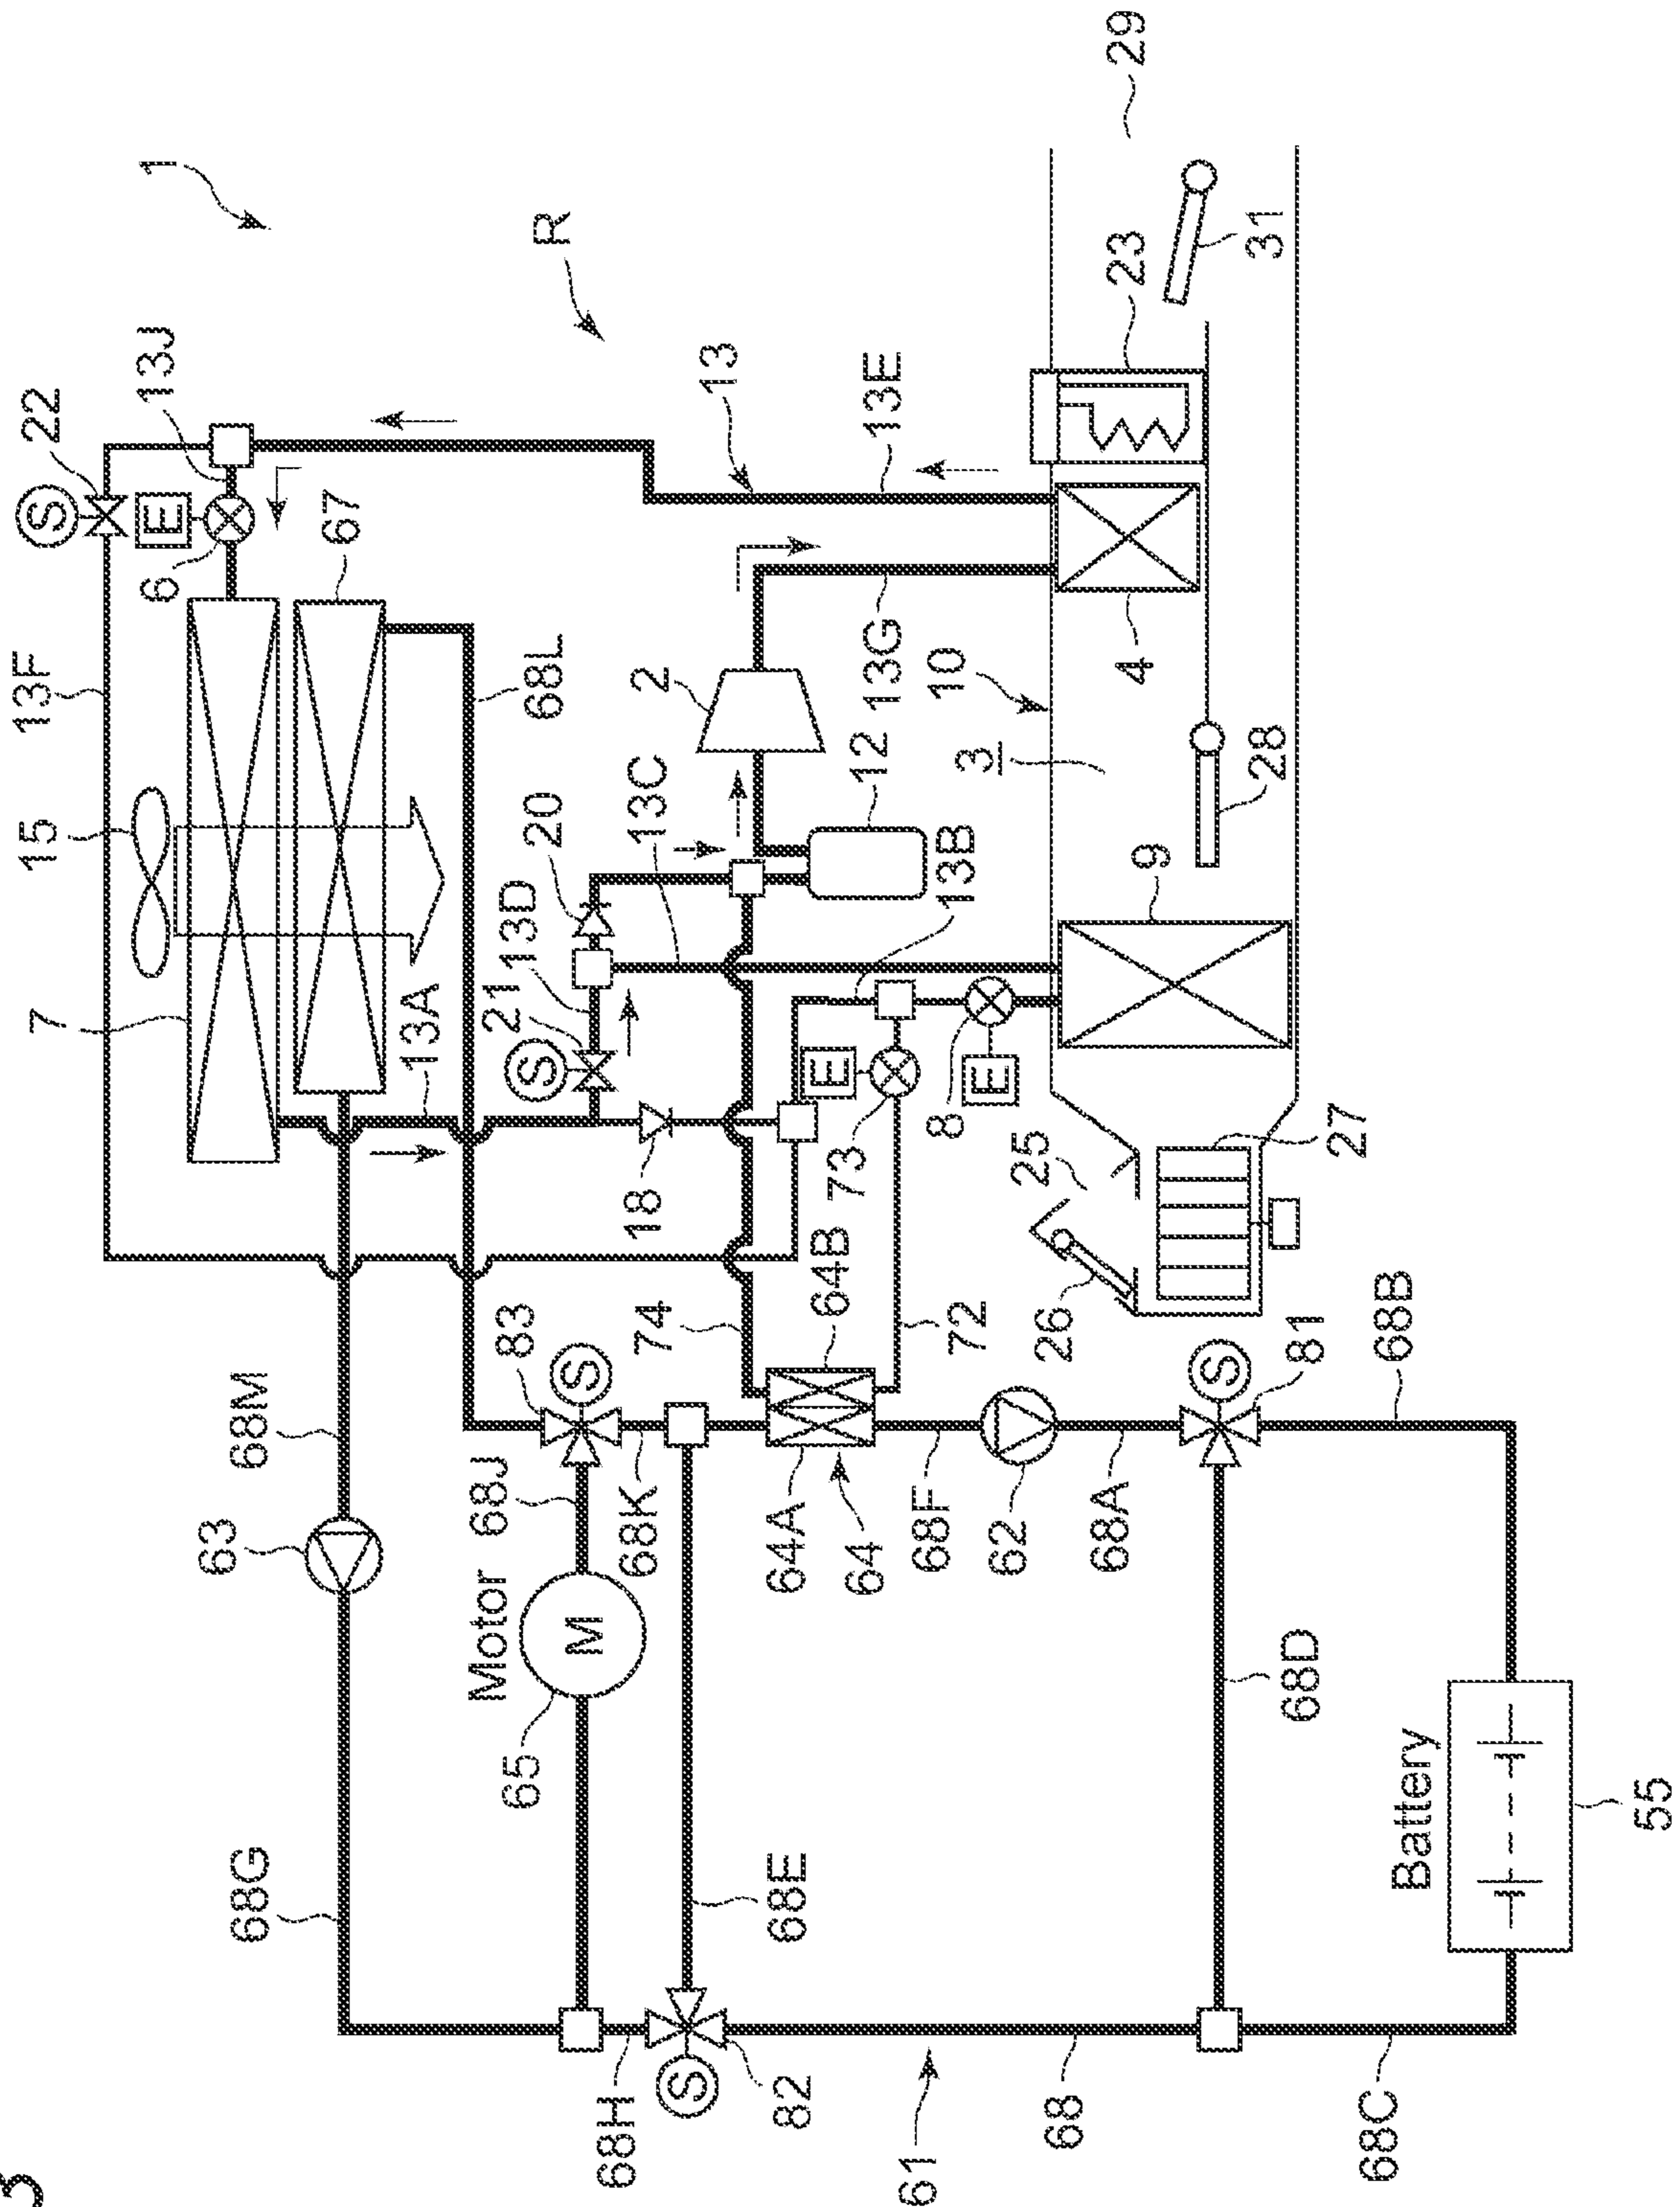 3
7
15
13F
22
S
6
E
13J
1
63
68G
68M
67
13A
Motor
68J
21
65
83
S
13D
20
68L
R
M
S
68H
68K
18
13C
2
74
S
13
82
68E
64A
64B
E
73
64
12
13G
13E
61
68F
8
13B
10
72
3
E
62
25
26
68
68A
4
23
29
9
S
28
31
68D
81
27
68C
68B
Battery
55